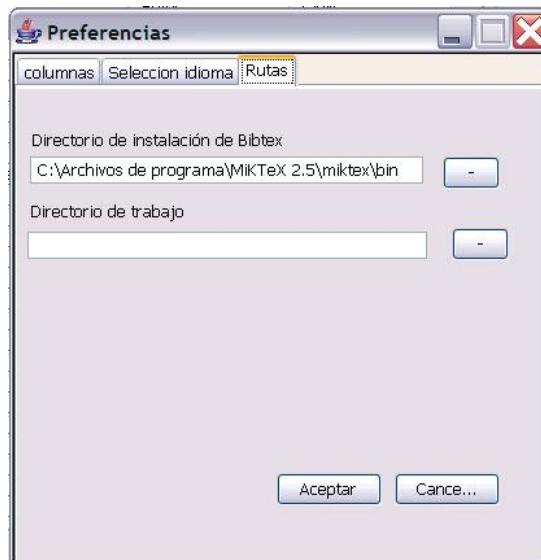 Preferencias
columnas Seleccion idioma Rutas
Directorio de instalación de Bibtex
C:\Archivos de programa\MiKTeX 2.5\miktex\bin
-
Directorio de trabajo
-
Aceptar Cance...